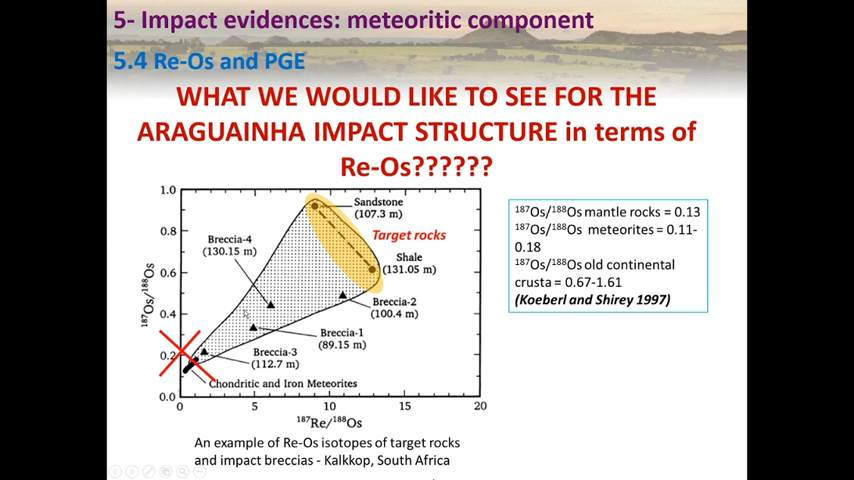 5- Impact evidences: meteoritic component
5.4 Re-Os and PGE
WHAT WE WOULD LIKE TO SEE FOR THE
ARAGUAINHA IMPACT STRUCTURE in terms of
Re-Os??????
1.0
0.8
0.6
0.4
0.2
0.0
¹⁸⁷Os/¹⁸⁸Os
Sandstone
(107.3 m)
Target rocks
Breccia-4
(130.15 m)
Shale
(131.05 m)
Breccia-2
(100.4 m)
Breccia-1
(89.15 m)
Breccia-3
(112.7 m)
Chondritic and Iron Meteorites
0 5 10 15 20
¹⁸⁷Re/¹⁸⁸Os
An example of Re-Os isotopes of target rocks
and impact breccias - Kalkkop, South Africa
¹⁸⁷Os/¹⁸⁸Os mantle rocks = 0.13
¹⁸⁷Os/¹⁸⁸Os meteorites = 0.11-
0.18
¹⁸⁷Os/¹⁸⁸Os old continental
crusta = 0.67-1.61
(Koeberl and Shirey 1997)